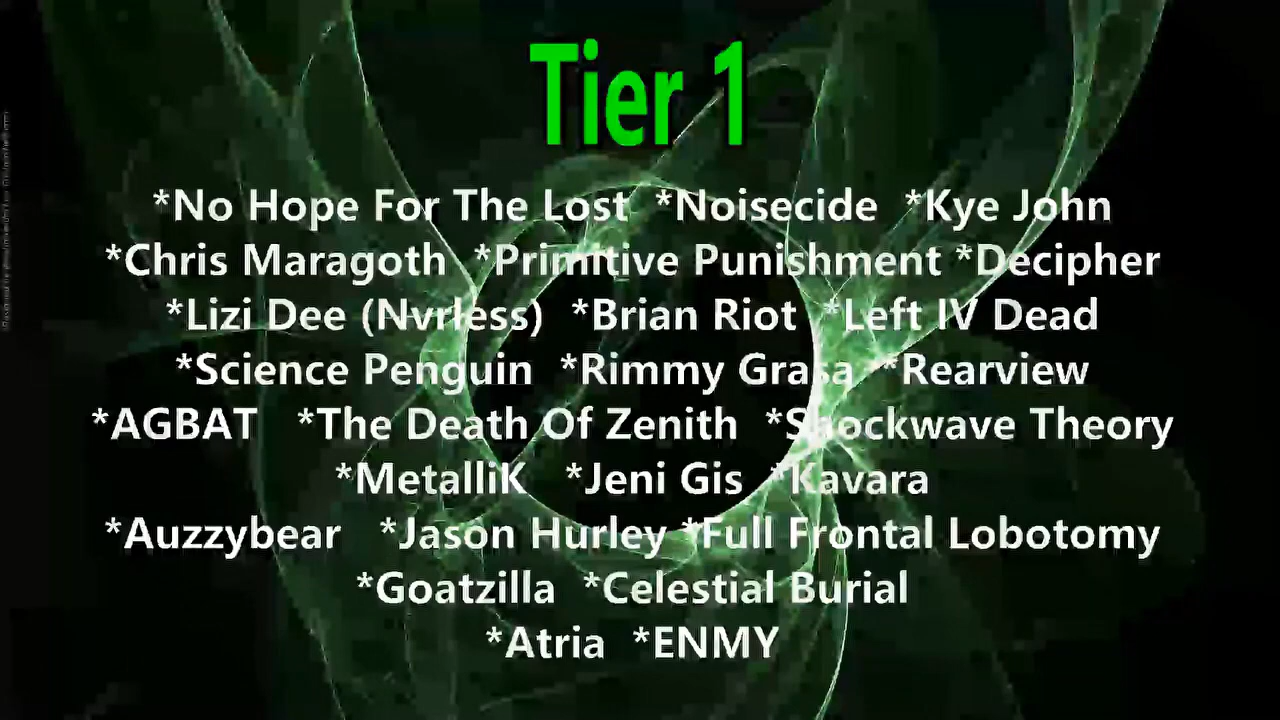 Tier 1
*No Hope For The Lost *Noisecide *Kye John
*Chris Maragoth *Primitive Punishment *Decipher
*Lizi Dee (Nvrless) *Brian Riot *Left IV Dead
*Science Penguin *Rimmy Grasa *Rearview
*AGBAT *The Death Of Zenith *Shockwave Theory
*MetalliK *Jeni Gis *Kavara
*Auzzybear *Jason Hurley *Full Frontal Lobotomy
*Goatzilla *Celestial Burial
*Atria *ENMY